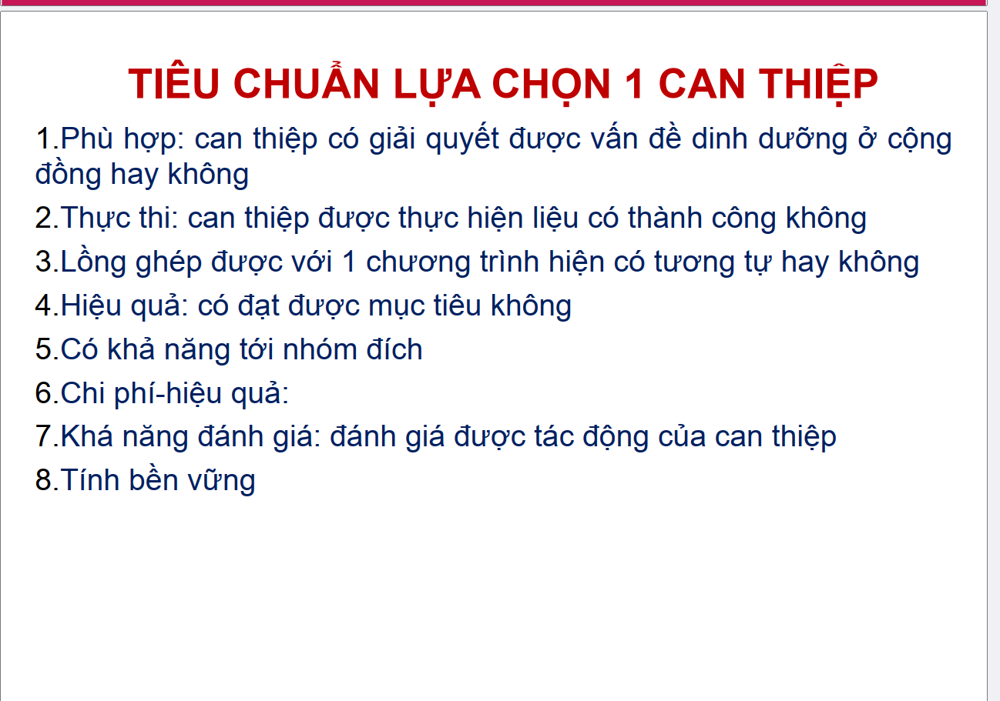 TIÊU CHUẨN LỰA CHỌN 1 CAN THIỆP
1.Phù hợp: can thiệp có giải quyết được vấn đề dinh dưỡng ở cộng
đồng hay không
2.Thực thi: can thiệp được thực hiện liệu có thành công không
3.Lồng ghép được với 1 chương trình hiện có tương tự hay không
4.Hiệu quả: có đạt được mục tiêu không
5.Có khả năng tới nhóm đích
6.Chi phí-hiệu quả:
7.Khá năng đánh giá: đánh giá được tác động của can thiệp
8.Tính bền vững